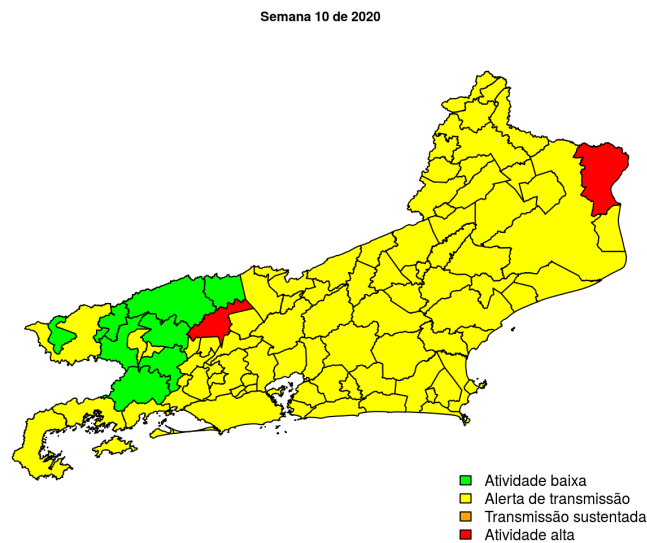 Semana 10 de 2020
Atividade baixa
Alerta de transmissão
Transmissão sustentada
Atividade alta